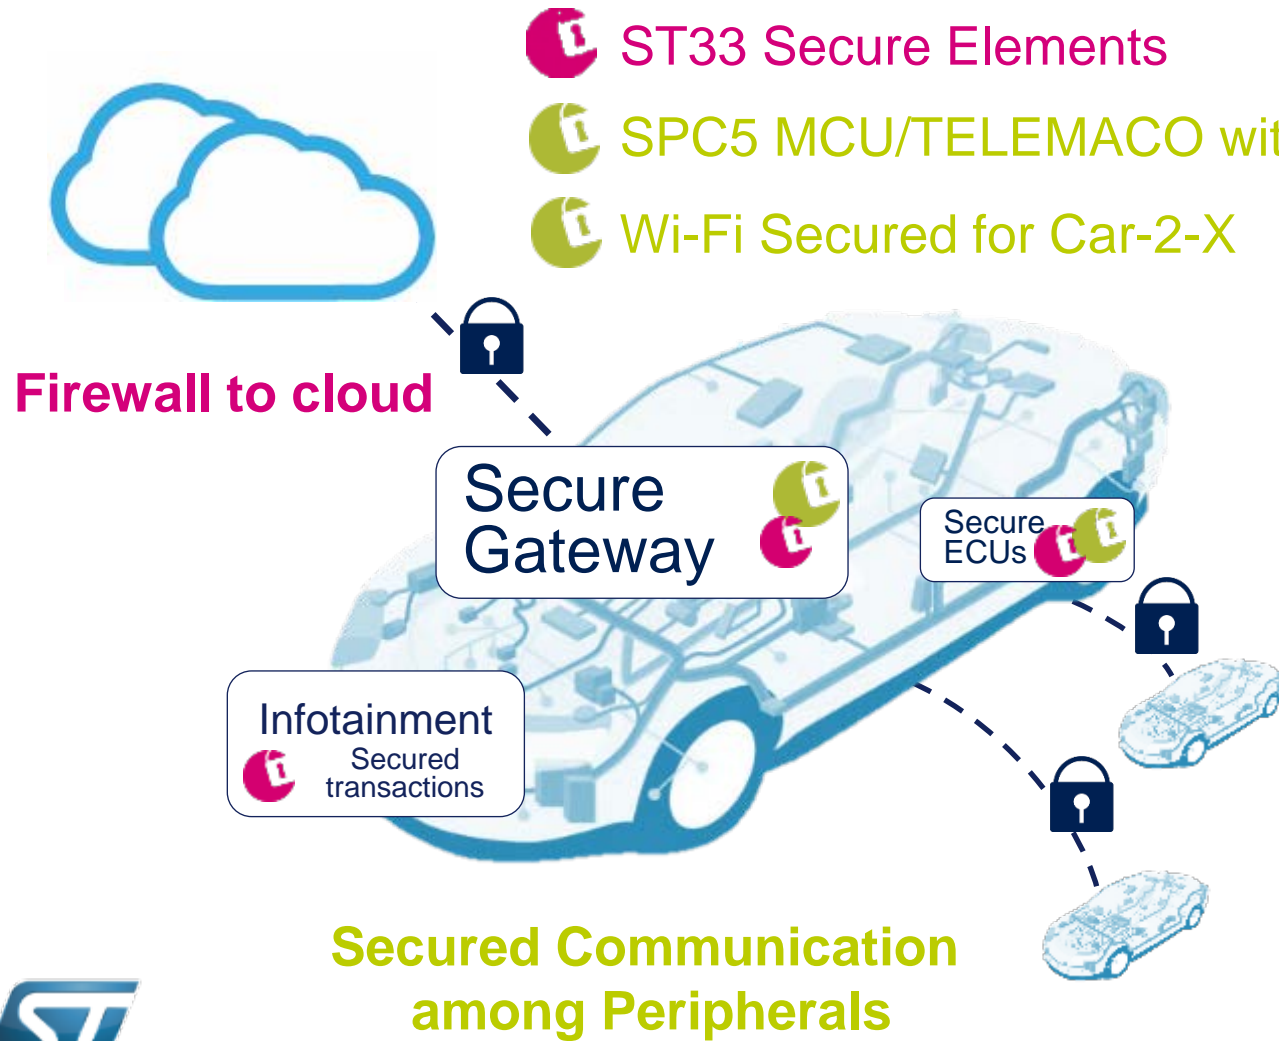 ST33 Secure Elements
SPC5 MCU/TELEMACO
Wi-Fi Secured for Car-2-X
Firewall to cloud
Secure
Gateway
Secure
ECUs
Infotainment
Secured
transactions
Secured Communication
among Peripherals
ST